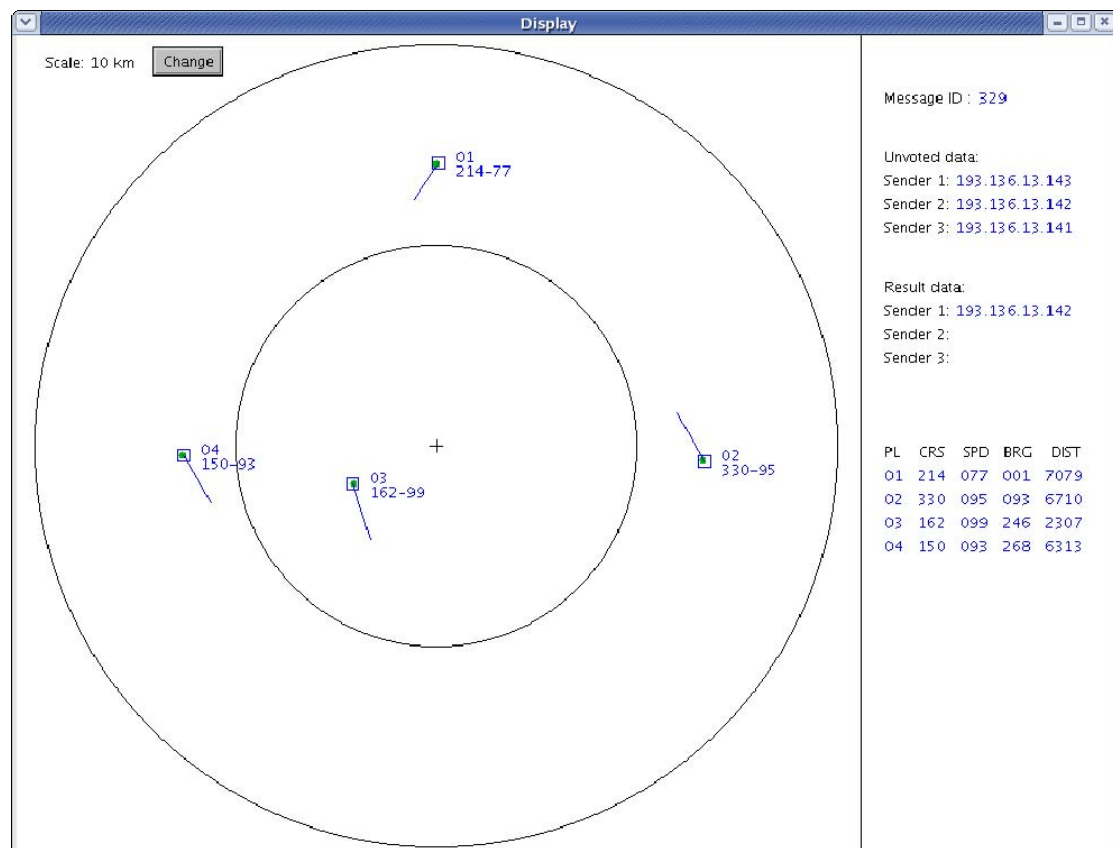 Display
Scale: 10 km Change
01
214-77
02
330-95
03
162-99
04
150-93
Message ID : 329
Unvoted data:
Sender 1: 193.136.13.143
Sender 2: 193.136.13.142
Sender 3: 193.136.13.141
Result data:
Sender 1: 193.136.13.142
Sender 2:
Sender 3:
PL CRS SPD BRG DIST
01 214 077 001 7079
02 330 095 093 6710
03 162 099 246 2307
04 150 093 268 6313